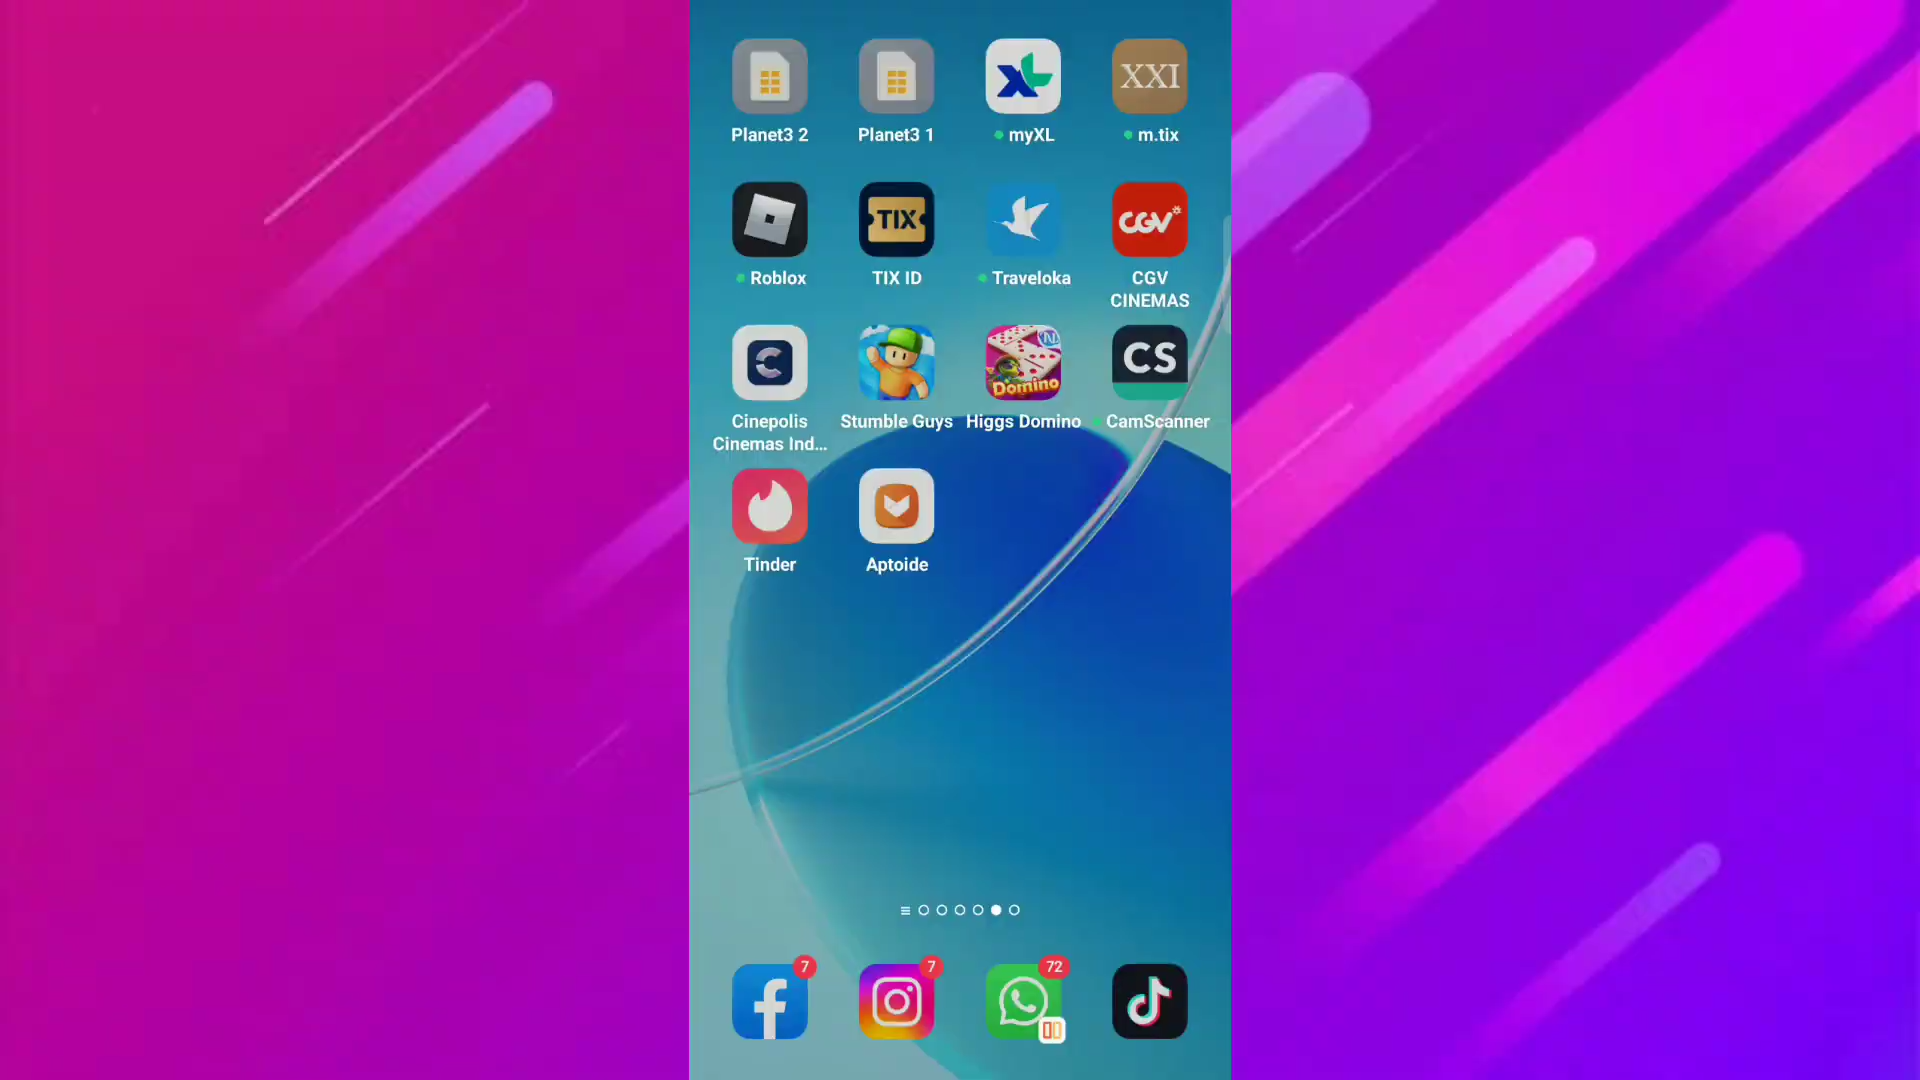 XXI
Planet3 2
Planet3 1
myXL
m.tix
TIX
CGV
Roblox
TIX ID
Traveloka
CGV
CINEMAS
C
Domino
CS
Cinepolis
Cinemas Ind...
Stumble Guys
Higgs Domino
CamScanner
Tinder
Aptoide
7
7
72